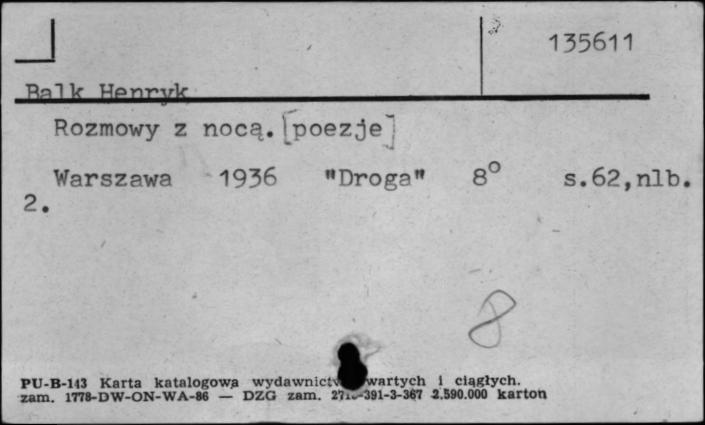 135611
Balk Henryk
Rozmowy z nocą. [poezje]
Warszawa 1936 "Droga" 8° s.62,nlb.
2.
8
PU-B-143 Karta katalogowa wydawnictw zwartych i ciągłych.
zam. 1778-DW-ON-WA-86 — DZG zam. 391-3-367 2.590.000 karton